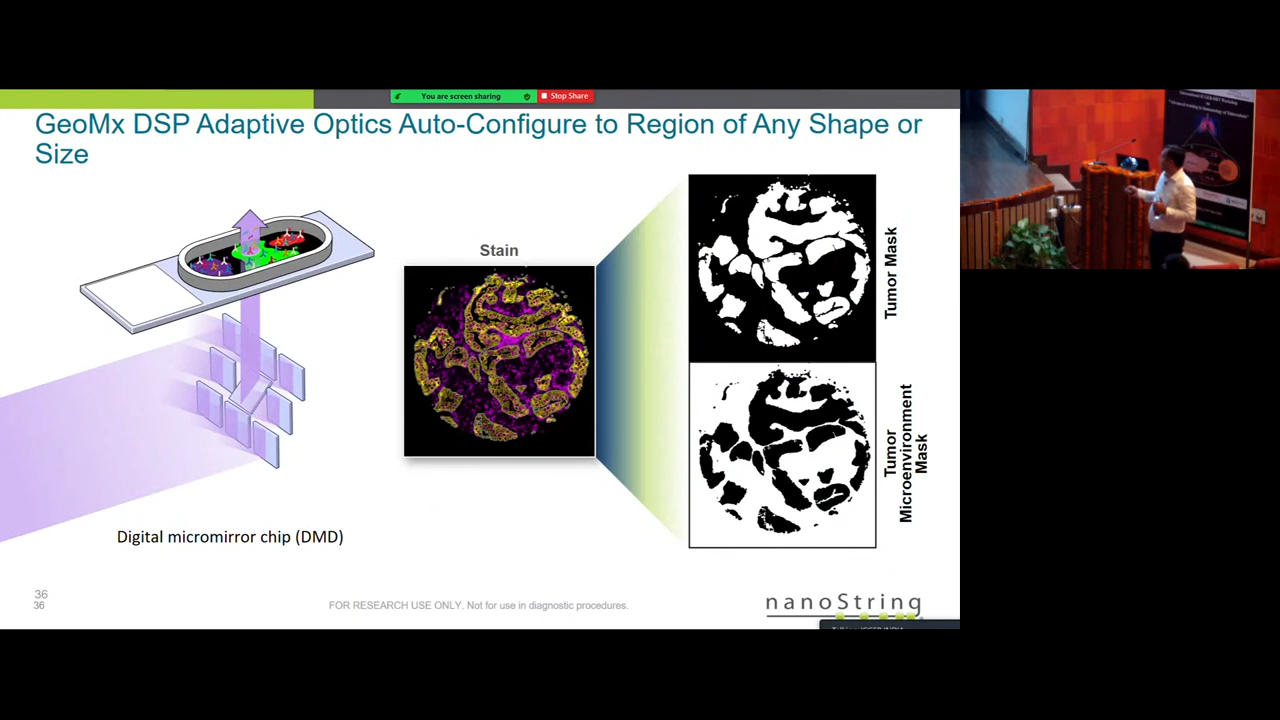 You are screen sharing
Stop Share
GeoMx DSP Adaptive Optics Auto-Configure to Region of Any Shape or
Size
Stain
Tumor Mask
Tumor
Microenvironment
Mask
Digital micromirror chip (DMD)
36
36
FOR RESEARCH USE ONLY. Not for use in diagnostic procedures.
nanoString